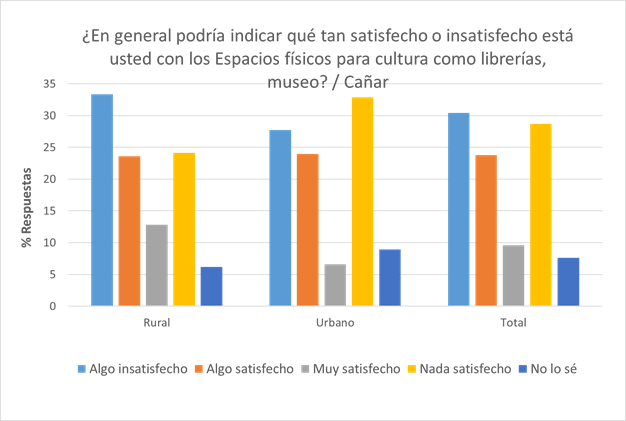 ¿En general podría indicar qué tan satisfecho o insatisfecho está
usted con los Espacios físicos para cultura como librerías,
museo? / Cañar
35
30
25
20
15
10
5
0
% Respuestas
Rural Urbano Total
Algo insatisfecho Algo satisfecho Muy satisfecho Nada satisfecho No lo sé